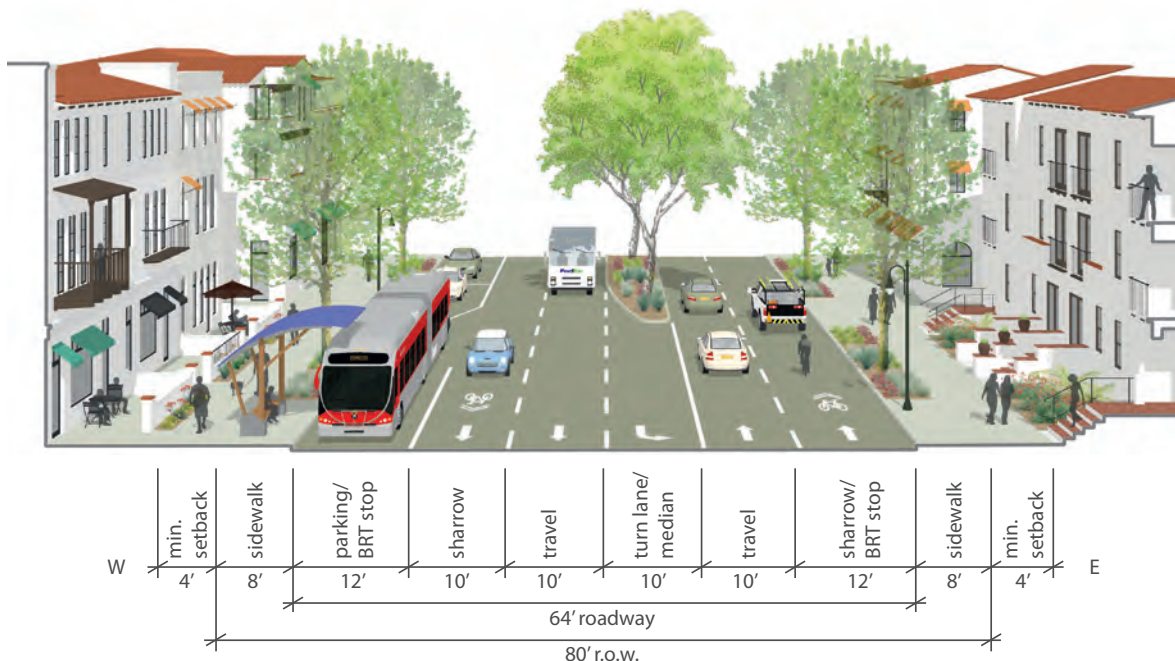 min.
setback
sidewalk
parking/
BRT stop
sharrow
travel
turn lane/
median
travel
sharrow/
BRT stop
sidewalk
min.
setback
W
4’
8’
12’
10’
10’
10’
10’
12’
8’
4’
E
64’ roadway
80’ r.o.w.